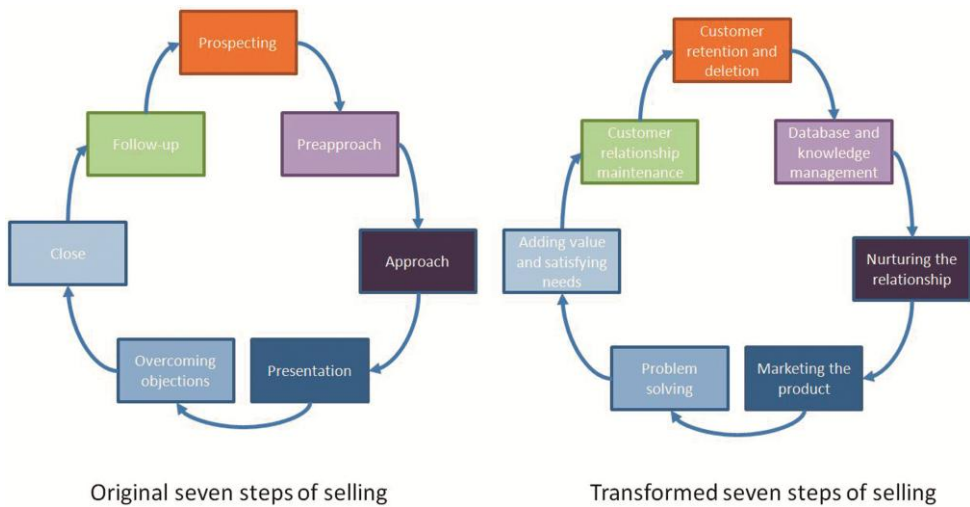 Prospecting
Preapproach
Approach
Presentation
Overcoming
objections
Close
Follow-up
Original seven steps of selling
Customer
retention and
deletion
Database and
knowledge
management
Nurturing the
relationship
Marketing the
product
Problem
solving
Adding value
and satisfying
needs
Customer
relationship
maintenance
Transformed seven steps of selling